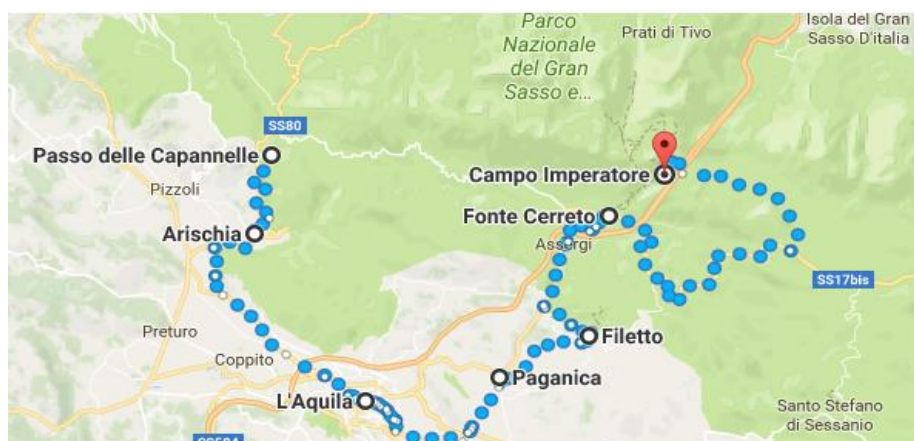 Parco
Nazionale
del Gran
Sasso e...
Prati di Tivo
Isola del Gran
Sasso D'italia
SS80
Passo delle Capannelle
Pizzoli
Campo Imperatore
Fonte Cerreto
Arischia
Assergi
SS17bis
Preturo
Coppito
Filetto
Paganica
L'Aquila
Santo Stefano
di Sessanio